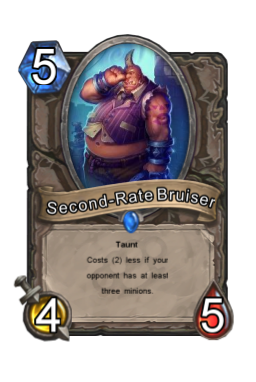 5
Second-Rate Bruiser
Taunt
Costs (2) less if your
opponent has at least
three minions.
4
5